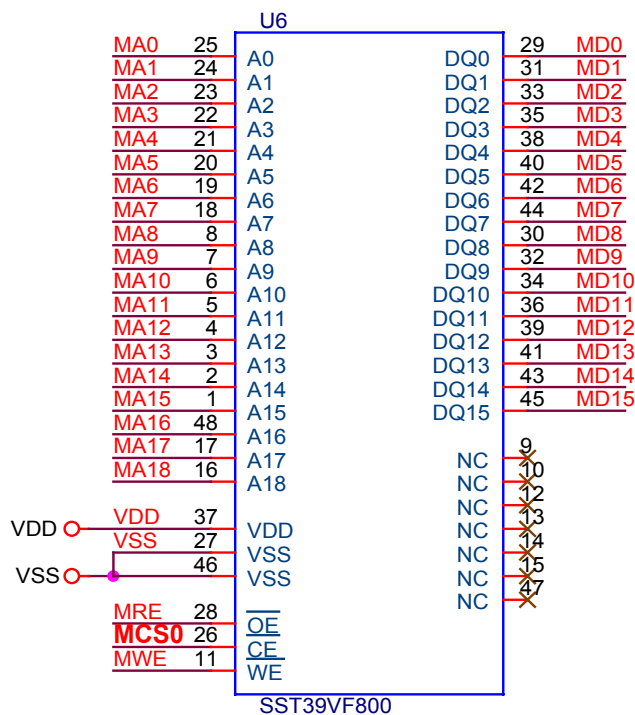 U6
MA0 25 A0 DQ0 29 MD0
MA1 24 A1 DQ1 31 MD1
MA2 23 A2 DQ2 33 MD2
MA3 22 A3 DQ3 35 MD3
MA4 21 A4 DQ4 38 MD4
MA5 20 A5 DQ5 40 MD5
MA6 19 A6 DQ6 42 MD6
MA7 18 A7 DQ7 44 MD7
MA8 8 A8 DQ8 30 MD8
MA9 7 A9 DQ9 32 MD9
MA10 6 A10 DQ10 34 MD10
MA11 5 A11 DQ11 36 MD11
MA12 4 A12 DQ12 39 MD12
MA13 3 A13 DQ13 41 MD13
MA14 2 A14 DQ14 43 MD14
MA15 1 A15 DQ15 45 MD15
MA16 48 A16
MA17 17 A17 NC 9
MA18 16 A18 NC 10
NC 12
VDD VDD 37 VDD NC 13
VSS 27 VSS NC 14
VSS 46 VSS NC 15
NC 47
MRE 28 OE
MCS0 26 CE
MWE 11 WE
SST39VF800